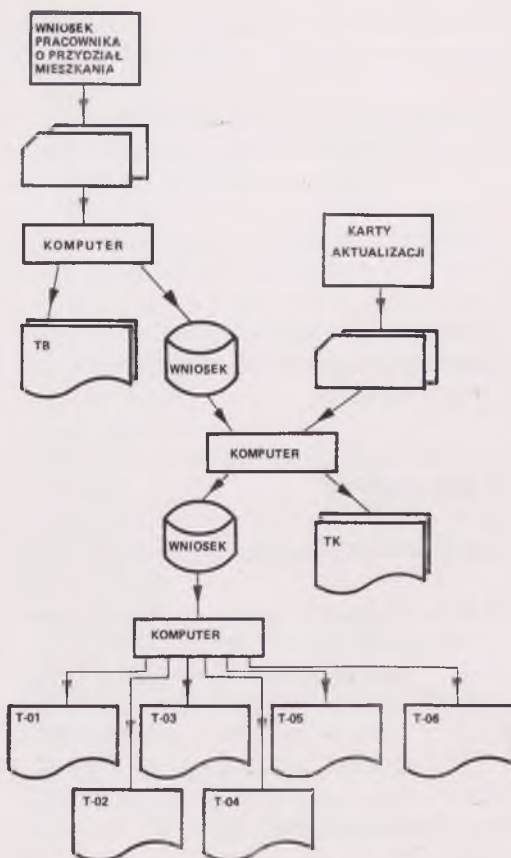 WNIOSEK
PRACOWNIKA
O PRZYDZIAŁ
MIESZKANIA
KOMPUTER
KARTY
AKTUALIZACJI
TB
WNIOSEK
KOMPUTER
WNIOSEK
TK
KOMPUTER
T-01
T-03
T-05
T-06
T-02
T-04